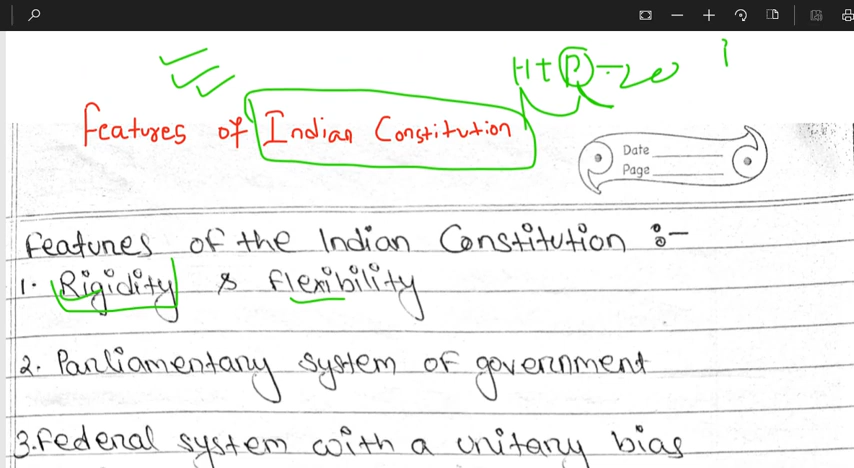 H+P-20
Features of Indian Constitution
Date
Page
Features of the Indian Constitution :-
1. Rigidity & flexibility
2. Parliamentary system of government
3. Federal system with a unitary bias